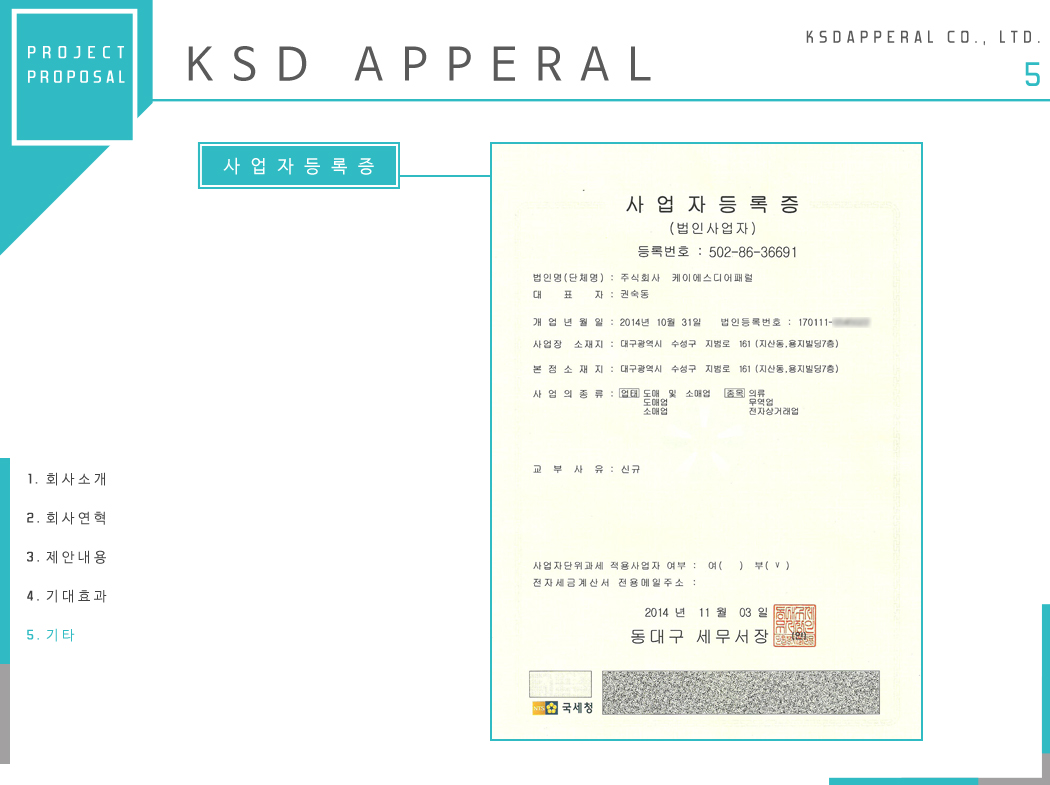 PROJECT
PROPOSAL
KSD APPERAL
KSDAPPERAL CO., LTD.
5
사업자등록증
사업자등록증
(법인사업자)
등록번호 : 502-86-36691
법인명(단체명) : 주식회사 케이에스디어패럴
대 표 자 : 권숙동
개 업 년 월 일 : 2014년 10월 31일 법인등록번호 : 170111-
사업장 소재지 : 대구광역시 수성구 지범로 161 (지산동,용지빌딩7층)
본 점 소 재 지 : 대구광역시 수성구 지범로 161 (지산동,용지빌딩7층)
사 업 의 종 류 : 업태 도매 및 소매업 종목 의류
도매업 무역업
소매업 전자상거래업
교 부 사 유 : 신규
사업자단위과세 적용사업자 여부 : 여( ) 부( v )
전자세금계산서 전용메일주소 :
2014 년 11 월 03 일
동대구 세무서장 (인)
NTS 국세청
1. 회사소개
2. 회사연혁
3. 제안내용
4. 기대효과
5. 기타